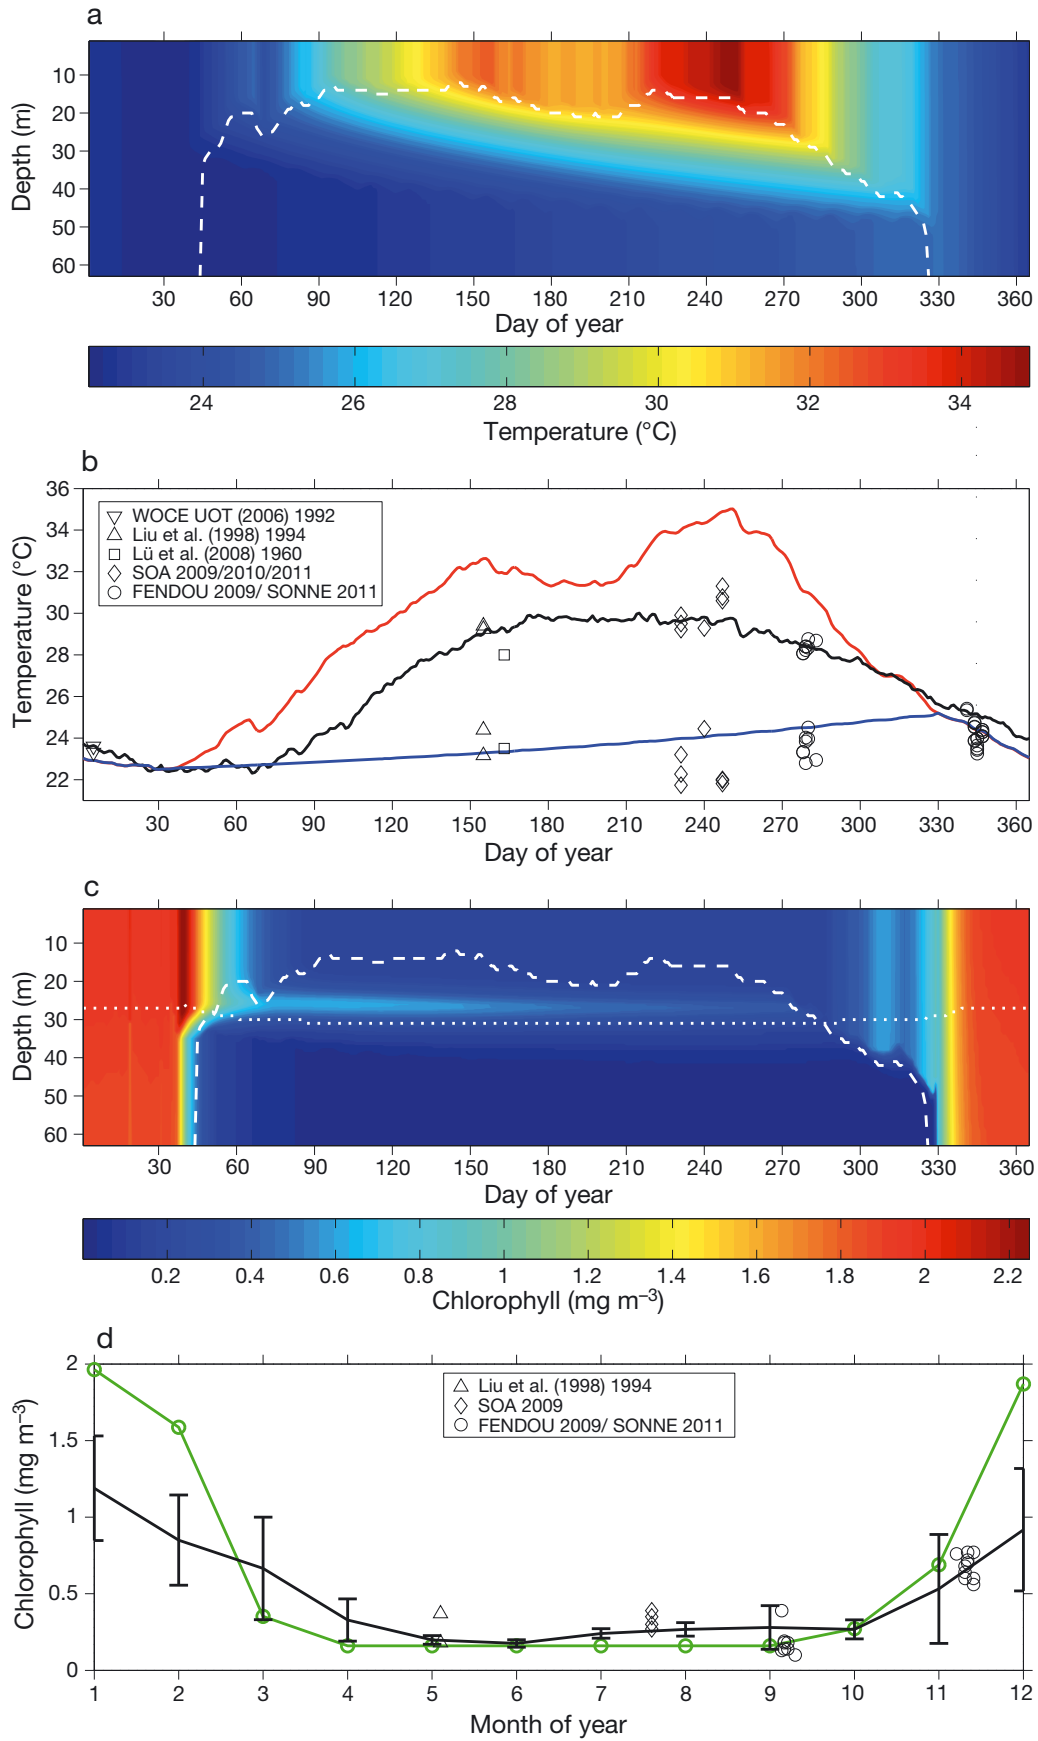 a
10
20
30
40
50
60
Depth (m)
30 60 90 120 150 180 210 240 270 300 330 360
Day of year
24 26 28 30 32 34
Temperature (°C)
b
36
34
32
30
28
26
24
22
Temperature (°C)
WOCE UOT (2006) 1992
Liu et al. (1998) 1994
Lü et al. (2008) 1960
SOA 2009/2010/2011
FENDOU 2009/ SONNE 2011
30 60 90 120 150 180 210 240 270 300 330 360
Day of year
c
10
20
30
40
50
60
Depth (m)
30 60 90 120 150 180 210 240 270 300 330 360
Day of year
0.2 0.4 0.6 0.8 1 1.2 1.4 1.6 1.8 2 2.2
Chlorophyll (mg m–3)
d
2
1.5
1
0.5
0
Chlorophyll (mg m–3)
Liu et al. (1998) 1994
SOA 2009
FENDOU 2009/ SONNE 2011
1 2 3 4 5 6 7 8 9 10 11 12
Month of year